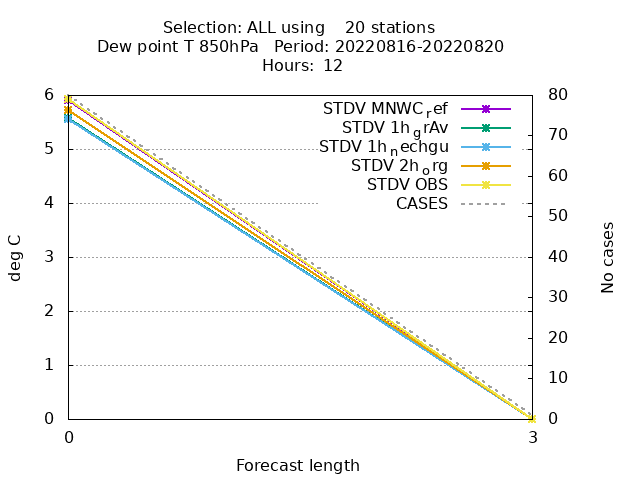 Selection: ALL using    20 stations
Dew point T 850hPa   Period: 20220816-20220820
Hours: 12
STDV MNWC_ref
STDV 1h_grAv
STDV 1h_nechgu
STDV 2h_org
STDV OBS
CASES
deg C
6
5
4
3
2
1
0
80
70
60
50
40
30
20
10
0
No cases
0
3
Forecast length